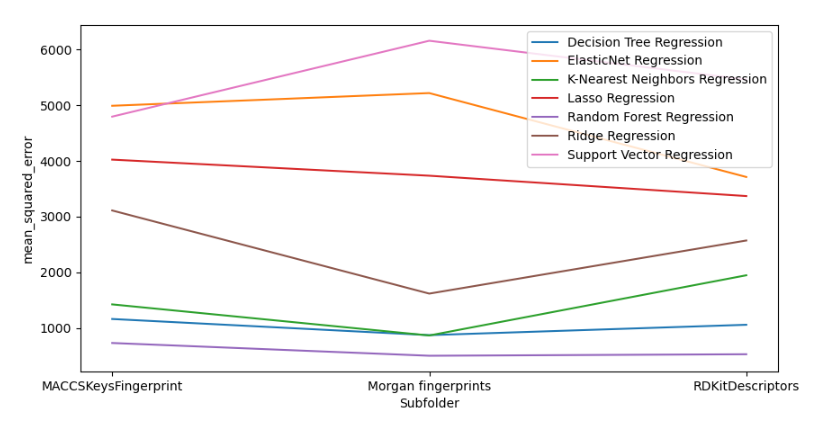 6000
5000
4000
3000
2000
1000
mean_squared_error
Decision Tree Regression
ElasticNet Regression
K-Nearest Neighbors Regression
Lasso Regression
Random Forest Regression
Ridge Regression
Support Vector Regression
MACCSKeysFingerprint
Morgan fingerprints
RDKitDescriptors
Subfolder